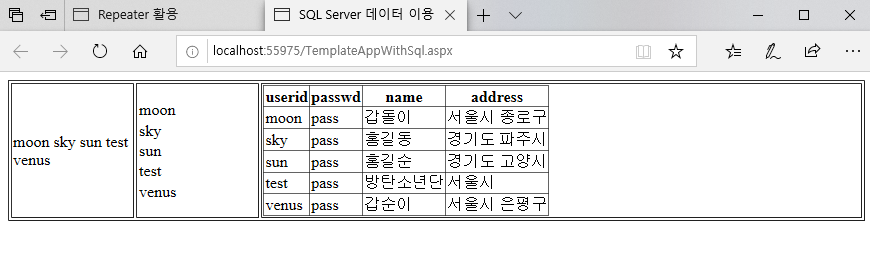 Repeater 활용
SQL Server 데이터 이용
localhost:55975/TemplateAppWithSql.aspx
moon sky sun test
venus
moon
sky
sun
test
venus
userid passwd name address
moon pass 갑돌이 서울시 종로구
sky pass 홍길동 경기도 파주시
sun pass 홍길순 경기도 고양시
test pass 방탄소년단 서울시
venus pass 갑순이 서울시 은평구